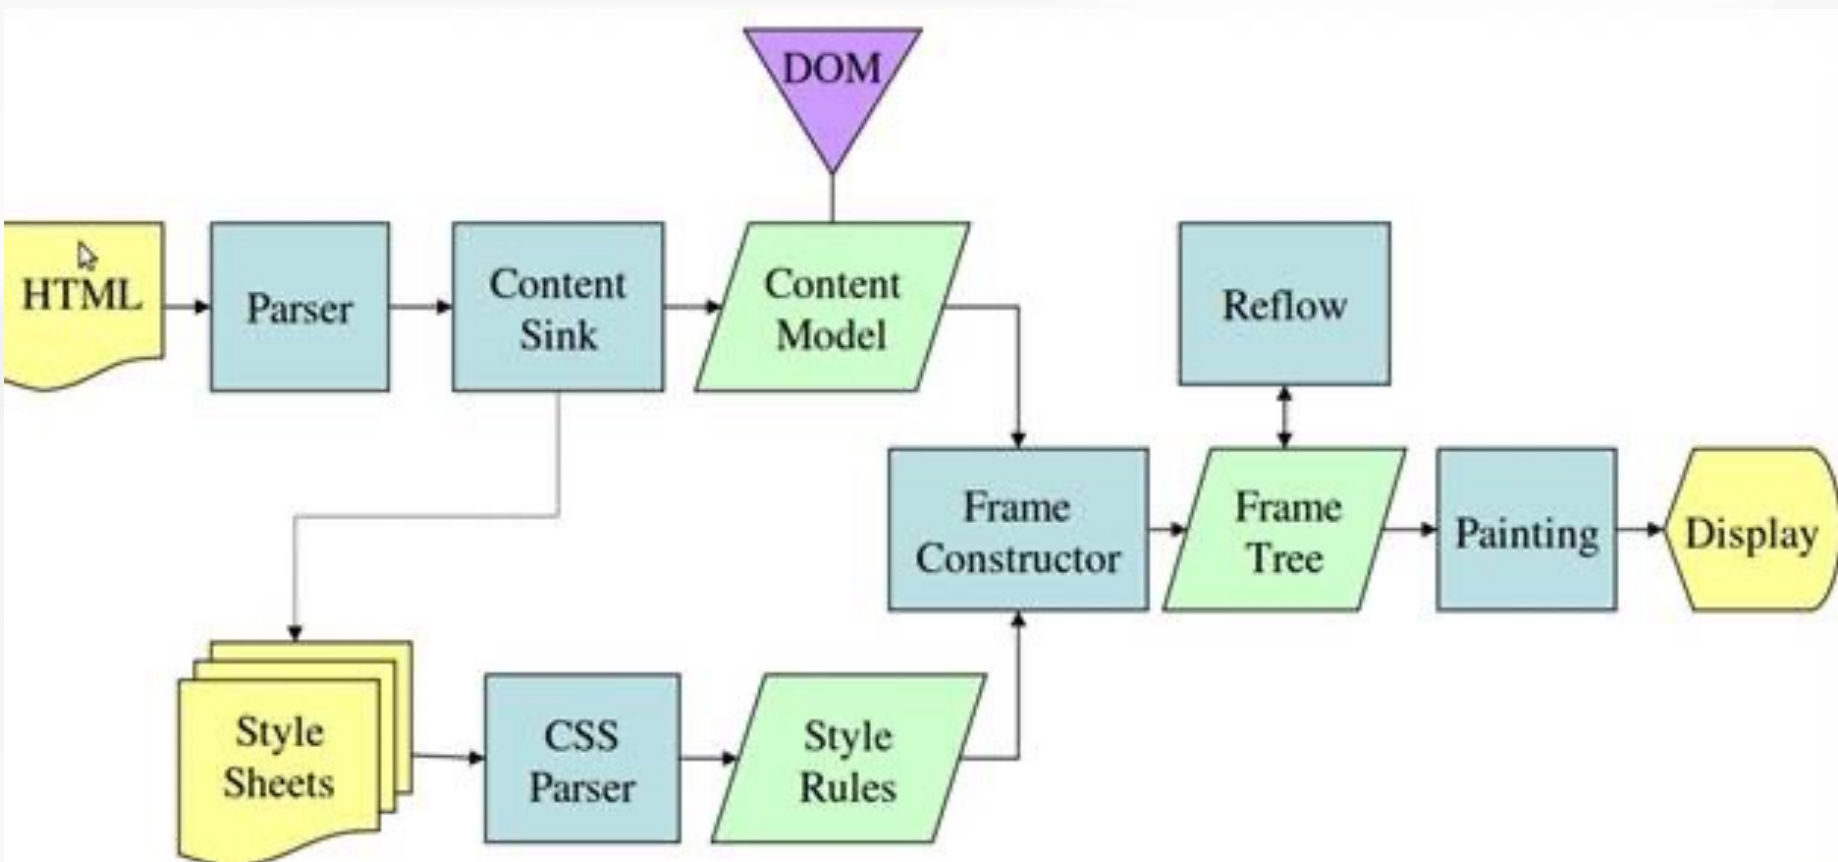 DOM
HTML
Parser
Content
Sink
Content
Model
Reflow
Frame
Constructor
Frame
Tree
Painting
Display
Style
Sheets
CSS
Parser
Style
Rules